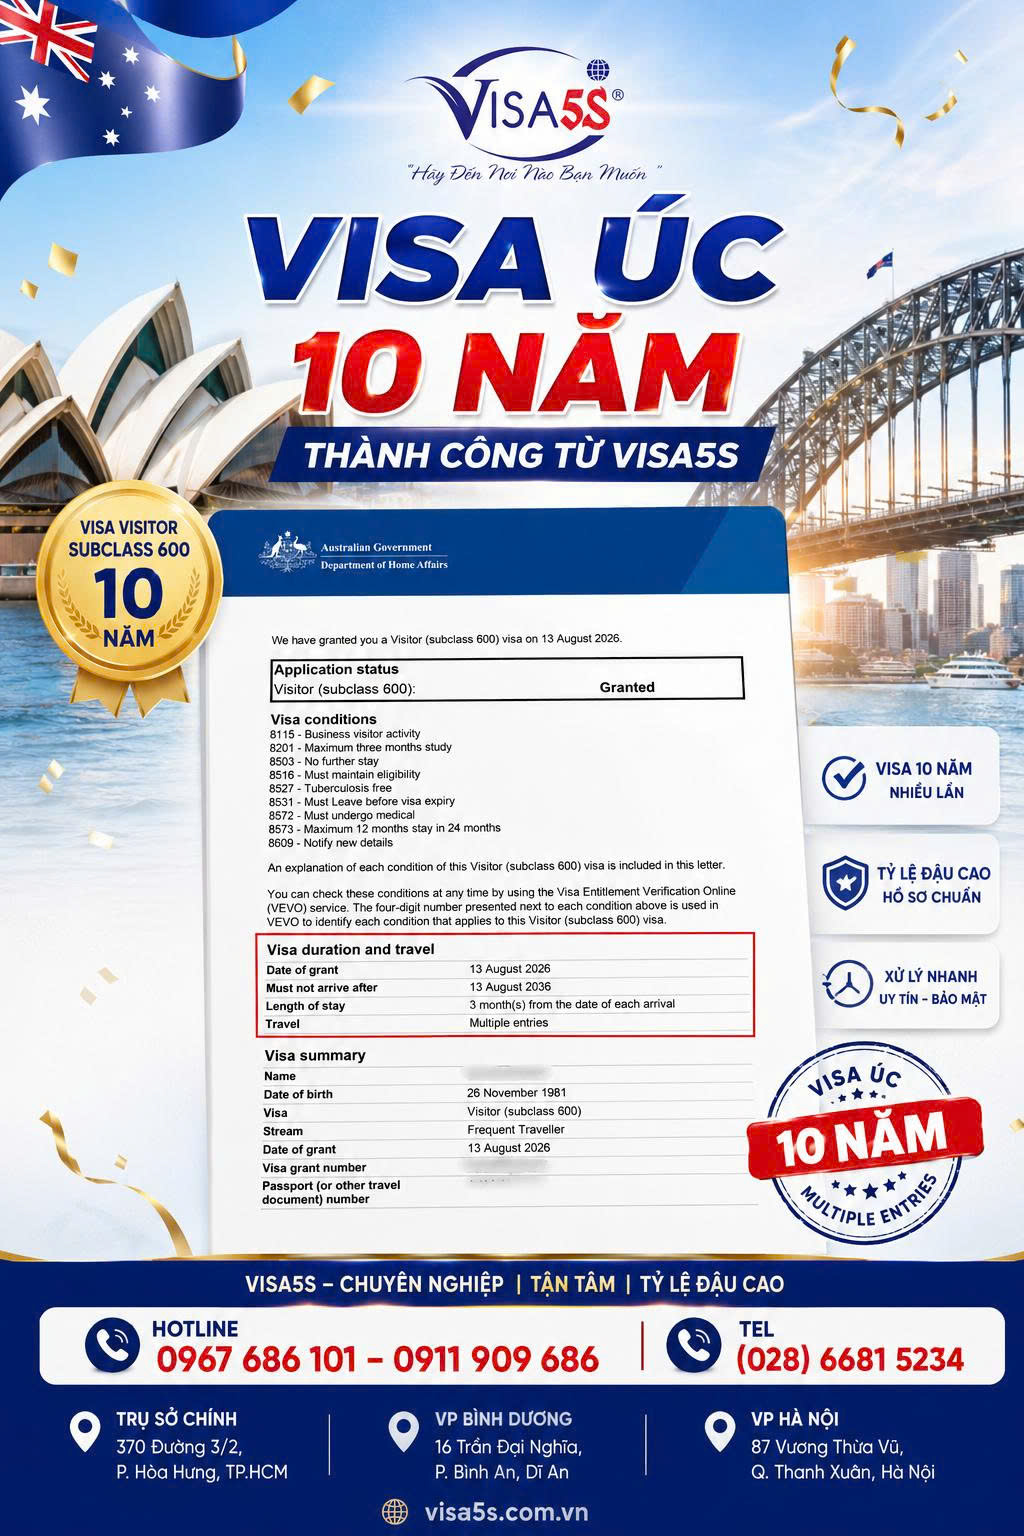 VISA5S®
"Hãy Đến Nơi Nào Bạn Muốn"
VISA ÚC
10 NĂM
THÀNH CÔNG TỪ VISA5S
VISA VISITOR
SUBCLASS 600
10
NĂM
Australian Government
Department of Home Affairs
We have granted you a Visitor (subclass 600) visa on 13 August 2026.
Application status
Visitor (subclass 600): Granted
Visa conditions
8115 - Business visitor activity
8201 - Maximum three months study
8503 - No further stay
8516 - Must maintain eligibility
8527 - Tuberculosis free
8531 - Must Leave before visa expiry
8572 - Must undergo medical
8573 - Maximum 12 months stay in 24 months
8609 - Notify new details
An explanation of each condition of this Visitor (subclass 600) visa is included in this letter.
You can check these conditions at any time by using the Visa Entitlement Verification Online
(VEVO) service. The four-digit number presented next to each condition above is used in
VEVO to identify each condition that applies to this Visitor (subclass 600) visa.
Visa duration and travel
Date of grant 13 August 2026
Must not arrive after 13 August 2036
Length of stay 3 month(s) from the date of each arrival
Travel Multiple entries
Visa summary
Name
Date of birth 26 November 1981
Visa Visitor (subclass 600)
Stream Frequent Traveller
Date of grant 13 August 2026
Visa grant number
Passport (or other travel
document) number
VISA 10 NĂM
NHIỀU LẦN
TỶ LỆ ĐẬU CAO
HỒ SƠ CHUẨN
XỬ LÝ NHANH
UY TÍN - BẢO MẬT
VISA ÚC
10 NĂM
MULTIPLE ENTRIES
VISA5S – CHUYÊN NGHIỆP | TẬN TÂM | TỶ LỆ ĐẬU CAO
HOTLINE
0967 686 101 – 0911 909 686
TEL
(028) 6681 5234
TRỤ SỞ CHÍNH
370 Đường 3/2,
P. Hòa Hưng, TP.HCM
VP BÌNH DƯƠNG
16 Trần Đại Nghĩa,
P. Bình An, Dĩ An
VP HÀ NỘI
87 Vương Thừa Vũ,
Q. Thanh Xuân, Hà Nội
visa5s.com.vn